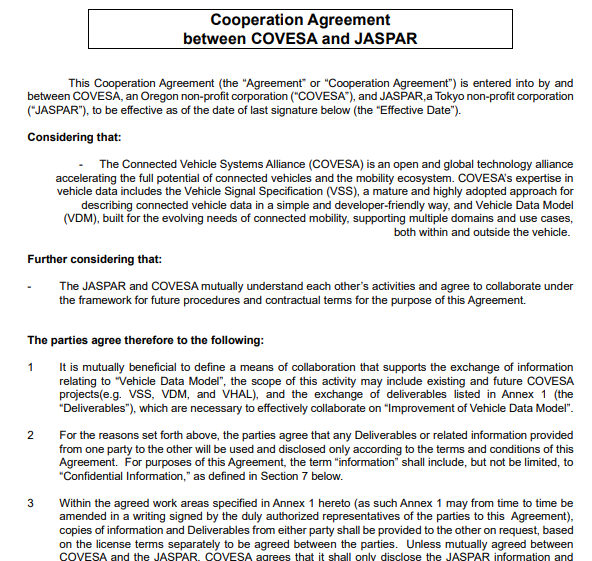 Cooperation Agreement
between COVESA and JASPAR
This Cooperation Agreement (the “Agreement” or “Cooperation Agreement”) is entered into by and
between COVESA, an Oregon non-profit corporation (“COVESA”), and JASPAR,a Tokyo non-profit corporation
(“JASPAR”), to be effective as of the date of last signature below (the “Effective Date”).
Considering that:
- The Connected Vehicle Systems Alliance (COVESA) is an open and global technology alliance
accelerating the full potential of connected vehicles and the mobility ecosystem. COVESA’s expertise in
vehicle data includes the Vehicle Signal Specification (VSS), a mature and highly adopted approach for
describing connected vehicle data in a simple and developer-friendly way, and Vehicle Data Model
(VDM), built for the evolving needs of connected mobility, supporting multiple domains and use cases,
both within and outside the vehicle.
Further considering that:
- The JASPAR and COVESA mutually understand each other’s activities and agree to collaborate under
the framework for future procedures and contractual terms for the purpose of this Agreement.
The parties agree therefore to the following:
1 It is mutually beneficial to define a means of collaboration that supports the exchange of information
relating to “Vehicle Data Model”, the scope of this activity may include existing and future COVESA
projects(e.g. VSS, VDM, and VHAL), and the exchange of deliverables listed in Annex 1 (the
“Deliverables”), which are necessary to effectively collaborate on “Improvement of Vehicle Data Model”.
2 For the reasons set forth above, the parties agree that any Deliverables or related information provided
from one party to the other will be used and disclosed only according to the terms and conditions of this
Agreement. For purposes of this Agreement, the term “information” shall include, but not be limited, to
“Confidential Information,” as defined in Section 7 below.
3 Within the agreed work areas specified in Annex 1 hereto (as such Annex 1 may from time to time be
amended in a writing signed by the duly authorized representatives of the parties to this Agreement),
copies of information and Deliverables from either party shall be provided to the other on request, based
on the license terms separately to be agreed between the parties. Unless mutually agreed between
COVESA and the JASPAR, COVESA agrees that it shall only disclose the JASPAR information and